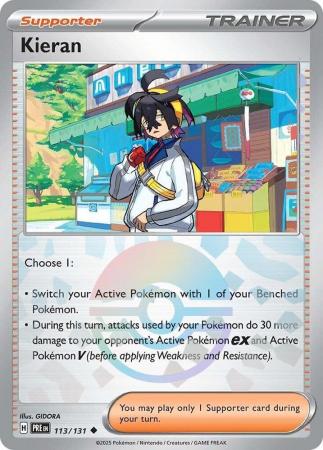 Supporter TRAINER
Kieran
Choose 1:
• Switch your Active Pokémon with 1 of your Benched
Pokémon.
• During this turn, attacks used by your Pokémon do 30 more
damage to your opponent's Active Pokémon ex and Active
Pokémon V (before applying Weakness and Resistance).
Illus. GIDORA
H PRE EN 113/131 ◆
You may play only 1 Supporter card during
your turn.
©2025 Pokémon / Nintendo / Creatures / GAME FREAK